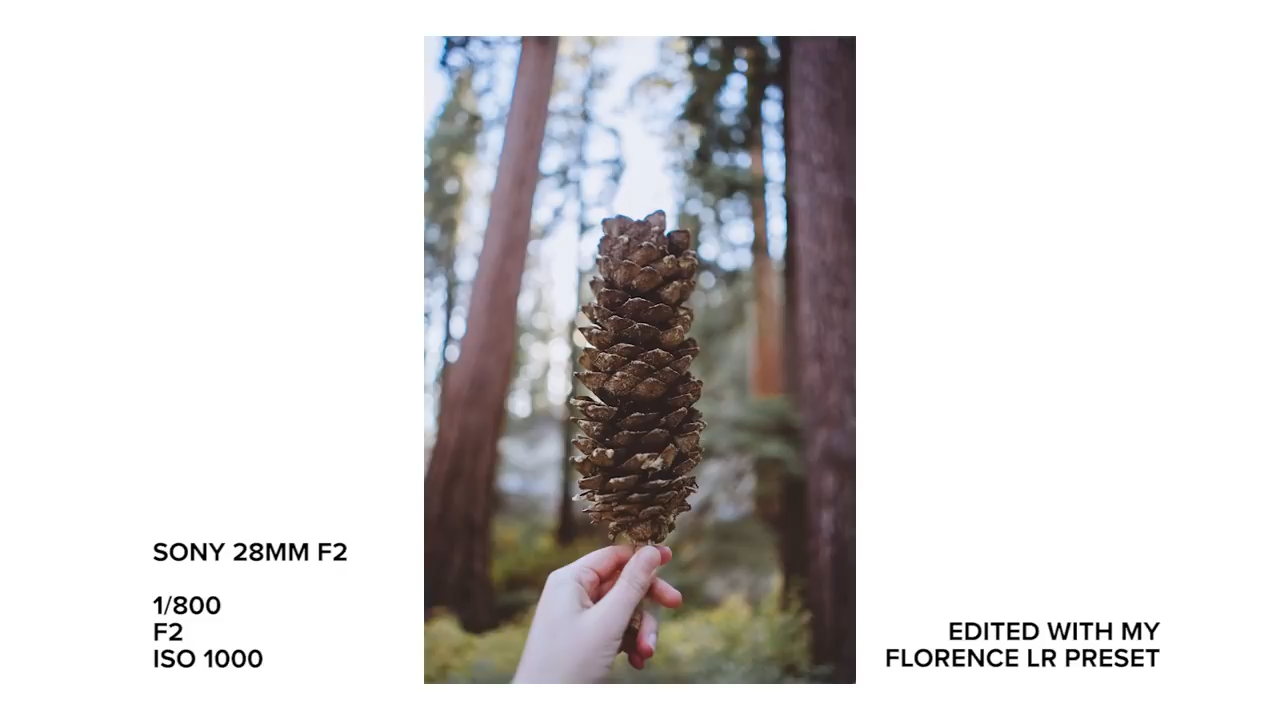 SONY 28MM F2
1/800
F2
ISO 1000
EDITED WITH MY
FLORENCE LR PRESET